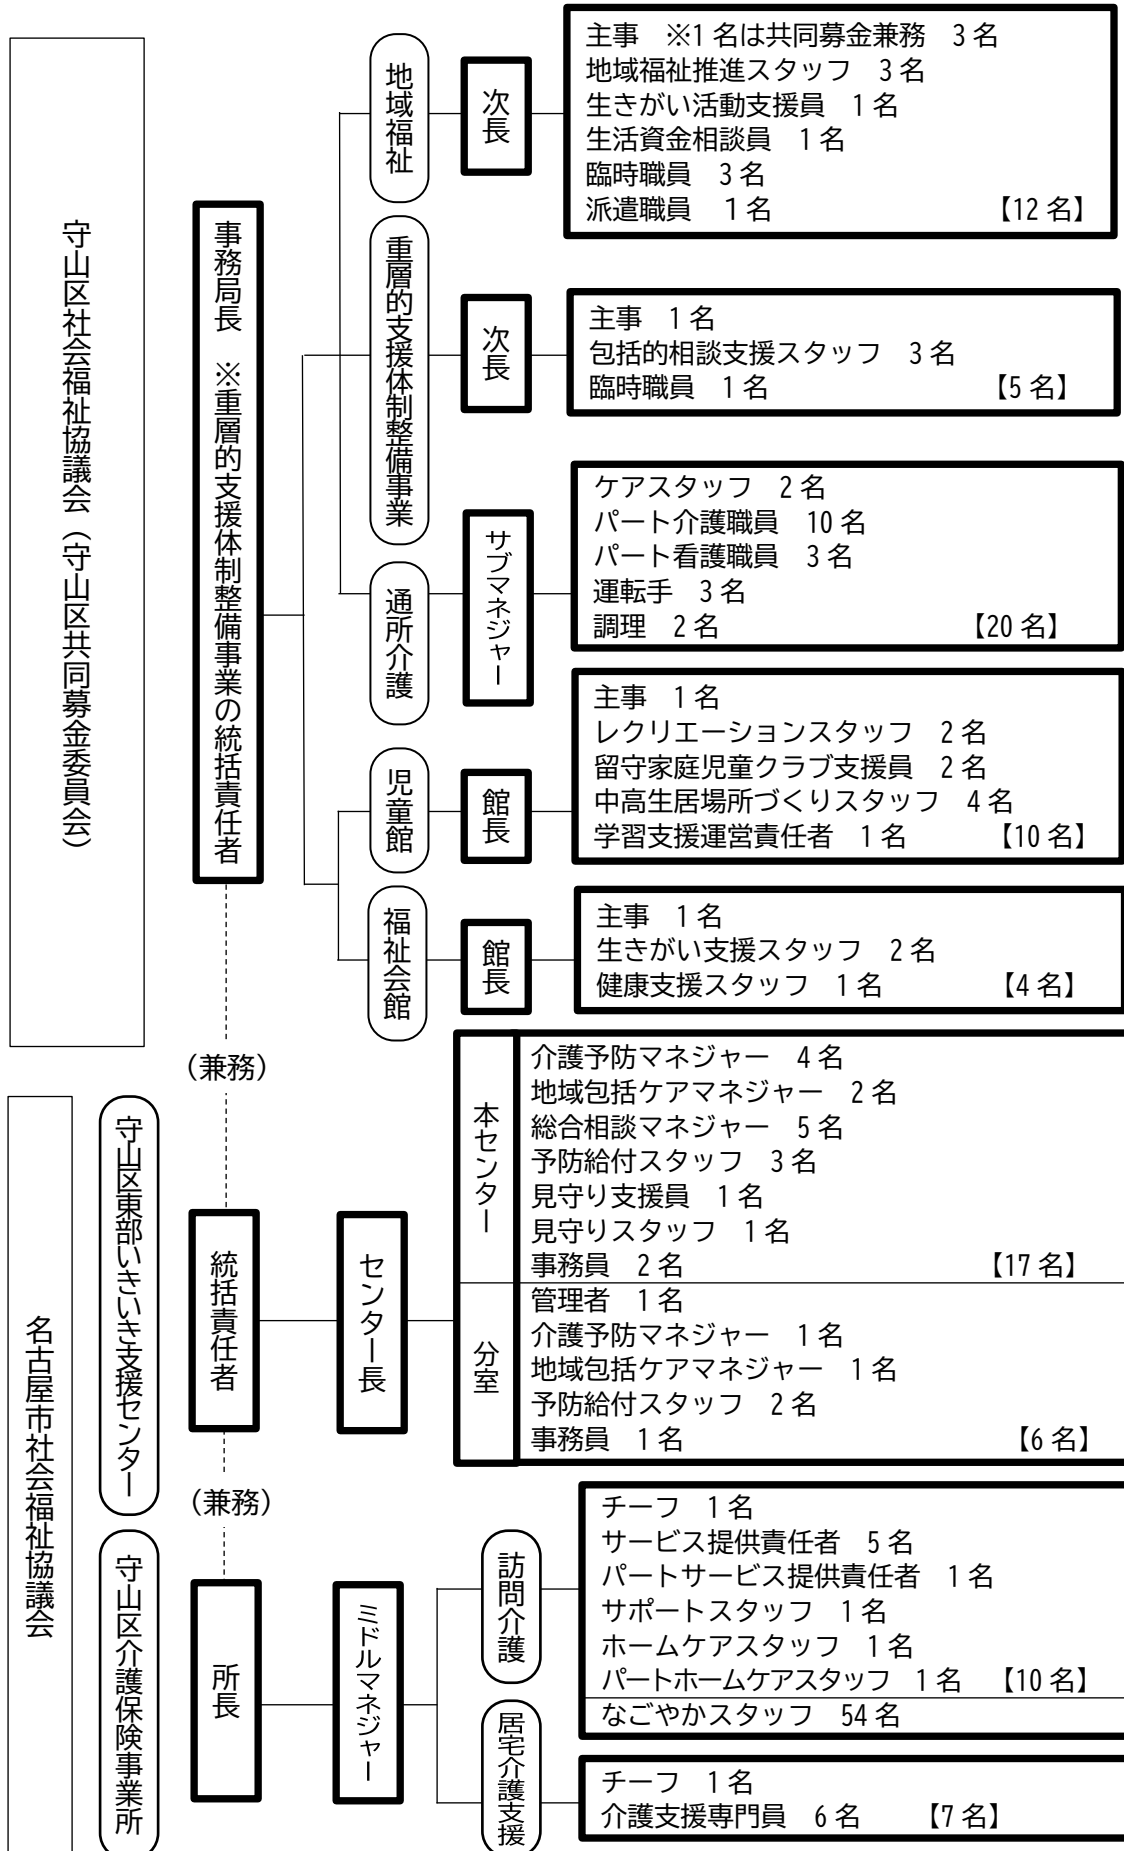 守山区社会福祉協議会（守山区共同募金委員会）
事務局長　※重層的支援体制整備事業の統括責任者
地域福祉
次長
主事　※1名は共同募金兼務　3名
地域福祉推進スタッフ　3名
生きがい活動支援員　1名
生活資金相談員　1名
臨時職員　3名
派遣職員　1名　【12名】
重層的支援体制整備事業
次長
主事　1名
包括的相談支援スタッフ　3名
臨時職員　1名　【5名】
通所介護
サブマネジャー
ケアスタッフ　2名
パート介護職員　10名
パート看護職員　3名
運転手　3名
調理　2名　【20名】
児童館
館長
主事　1名
レクリエーションスタッフ　2名
留守家庭児童クラブ支援員　2名
中高生居場所づくりスタッフ　4名
学習支援運営責任者　1名　【10名】
福祉会館
館長
主事　1名
生きがい支援スタッフ　2名
健康支援スタッフ　1名　【4名】
（兼務）
名古屋市社会福祉協議会
守山区東部いきいき支援センター
統括責任者
センター長
本センター
介護予防マネジャー　4名
地域包括ケアマネジャー　2名
総合相談マネジャー　5名
予防給付スタッフ　3名
見守り支援員　1名
見守りスタッフ　1名
事務員　2名　【17名】
分室
管理者　1名
介護予防マネジャー　1名
地域包括ケアマネジャー　1名
予防給付スタッフ　2名
事務員　1名　【6名】
（兼務）
守山区介護保険事業所
所長
ミドルマネジャー
訪問介護
チーフ　1名
サービス提供責任者　5名
パートサービス提供責任者　1名
サポートスタッフ　1名
ホームケアスタッフ　1名
パートホームケアスタッフ　1名　【10名】
なごやかスタッフ　54名
居宅介護支援
チーフ　1名
介護支援専門員　6名　【7名】